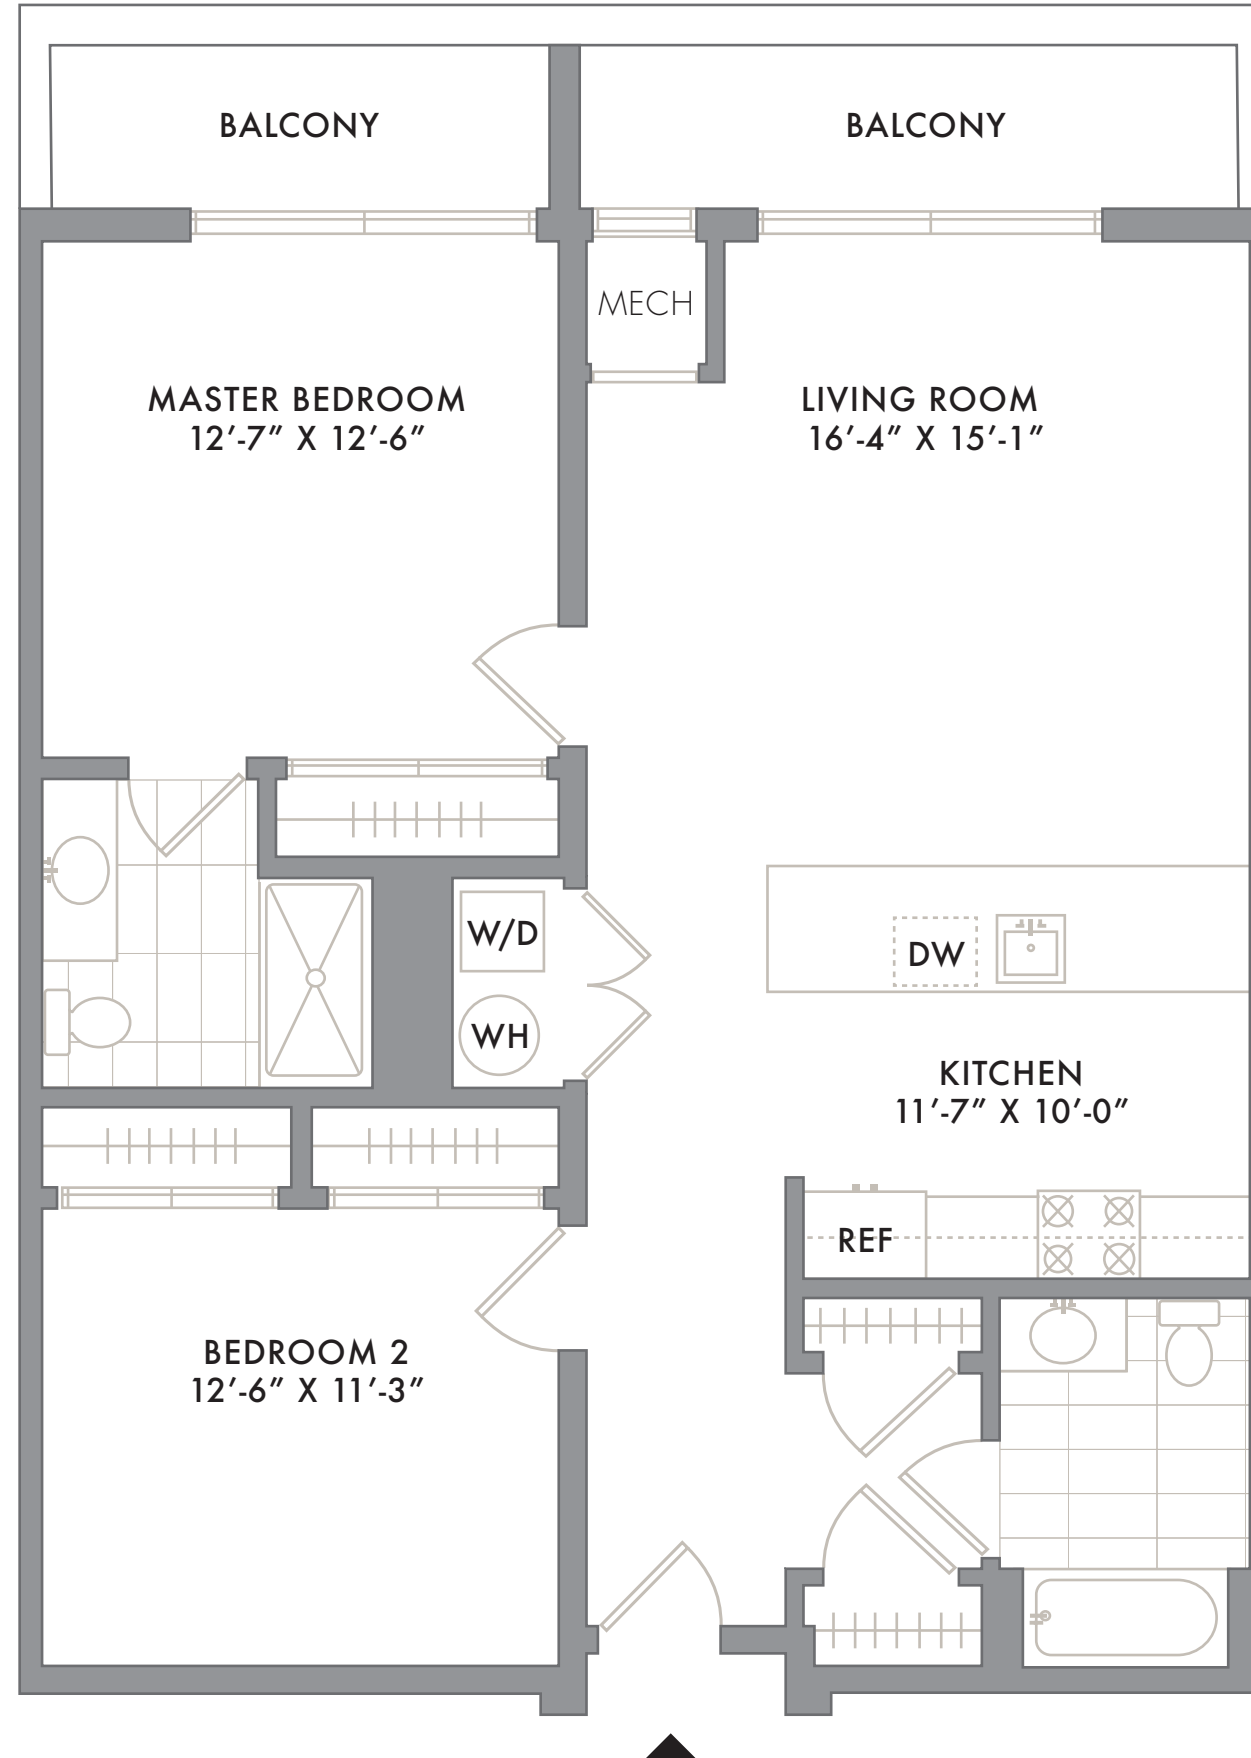 BALCONY
BALCONY
MECH
MASTER BEDROOM
12′-7″ X 12′-6″
LIVING ROOM
16′-4″ X 15′-1″
W/D
DW
WH
KITCHEN
11′-7″ X 10′-0″
REF
BEDROOM 2
12′-6″ X 11′-3″